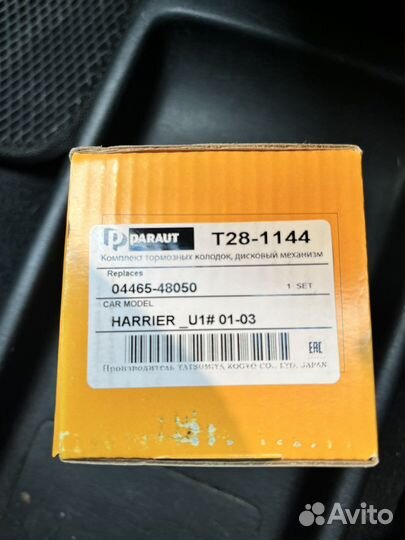 PARAUT T28-1144
Комплект тормозных колодок, дисковый механизм
Replaces
04465-48050 1 SET
CAR MODEL
HARRIER _U1# 01-03
EAC
Производитель TATSUMIYA KOGYO CO., LTD, JAPAN
Avito